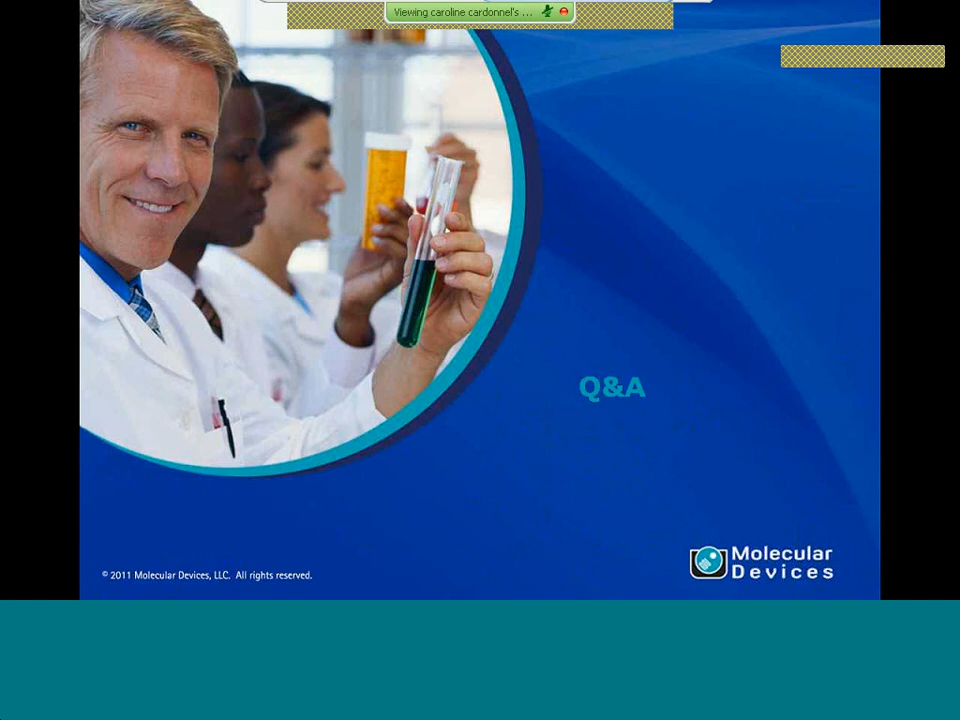 Viewing caroline cardonnel's ...
Q&A
© 2011 Molecular Devices, LLC. All rights reserved.
Molecular
Devices